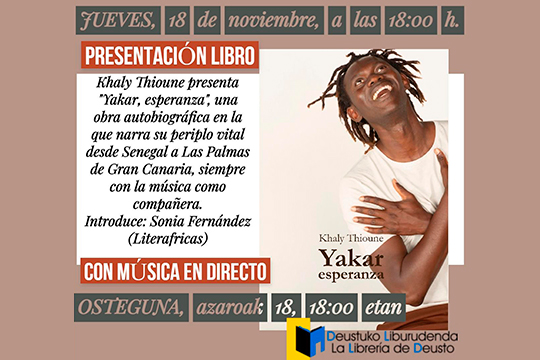 JUEVES, 18 de noviembre, a las 18:00 h.
PRESENTACIÓN LIBRO
Khaly Thioune presenta
"Yakar, esperanza", una
obra autobiográfica en la
que narra su periplo vital
desde Senegal a Las Palmas
de Gran Canaria, siempre
con la música como
compañera.
Introduce: Sonia Fernández
(Literafricas)
CON MÚSICA EN DIRECTO
Khaly Thioune
Yakar
esperanza
OSTEGUNA, azaroak 18, 18:00 etan
Deustuko Liburudenda
La Librería de Deusto